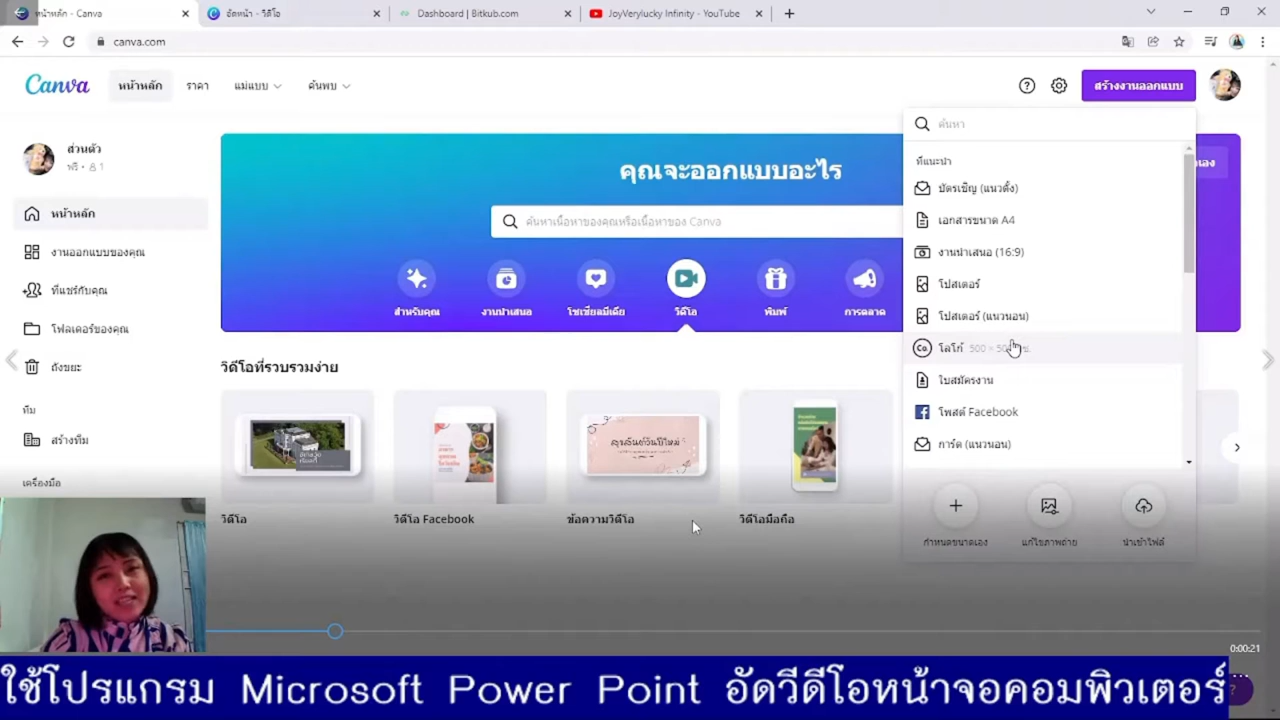 หน้าหลัก - Canva
อัดหน้า - วิดีโอ
Dashboard | Bitkub.com
JoyVerylucky Infinity - YouTube
canva.com
Canva
หน้าหลัก
ราคา
แม่แบบ
ค้นพบ
สร้างงานออกแบบ
ส่วนตัว
ฟรี • 1
หน้าหลัก
งานออกแบบของคุณ
ที่แชร์กับคุณ
โฟลเดอร์ของคุณ
ถังขยะ
ทีม
สร้างทีม
เครื่องมือ
คุณจะออกแบบอะไร
ค้นหาเนื้อหาของคุณหรือเนื้อหาของ Canva
สำหรับคุณ
งานนำเสนอ
โซเชียลมีเดีย
วิดีโอ
พิมพ์
การตลาด
วิดีโอที่รวบรวมง่าย
สุขสันต์วันปีใหม่
วิดีโอ
วิดีโอ Facebook
ข้อความวิดีโอ
วิดีโอมือถือ
ค้นหา
ที่แนะนำ
บัตรเชิญ (แนวตั้ง)
เอกสารขนาด A4
งานนำเสนอ (16:9)
โปสเตอร์
โปสเตอร์ (แนวนอน)
Co.
โลโก้
ใบสมัครงาน
โพสต์ Facebook
การ์ด (แนวนอน)
กำหนดขนาดเอง
แก้ไขภาพถ่าย
นำเข้าไฟล์
0:00:21
ใช้โปรแกรม Microsoft Power Point อัดวีดีโอหน้าจอคอมพิวเตอร์